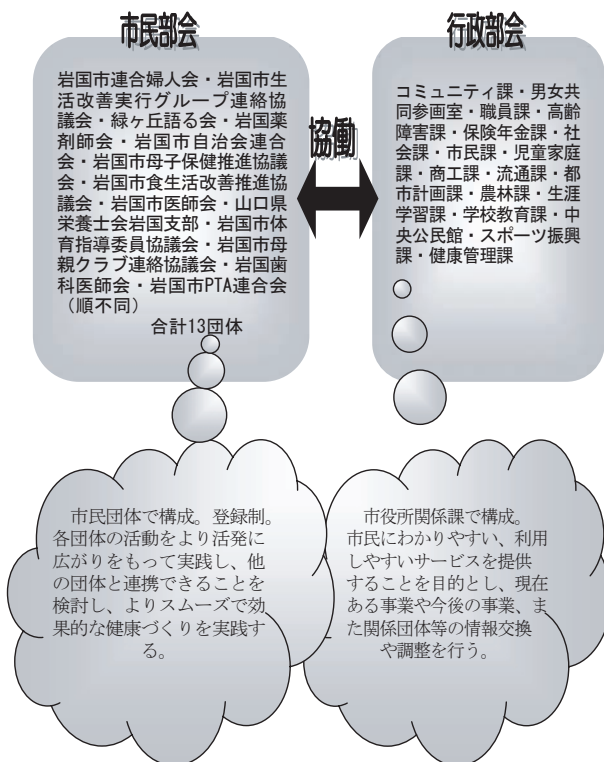 市民部会
岩国市連合婦人会・岩国市生
活改善実行グループ連絡協
議会・緑ヶ丘語る会・岩国薬
剤師会・岩国市自治会連合
会・岩国市母子保健推進協議
会・岩国市食生活改善推進協
議会・岩国市医師会・山口県
栄養士会岩国支部・岩国市体
育指導委員協議会・岩国市母
親クラブ連絡協議会・岩国歯
科医師会・岩国市PTA連合会
（順不同）
合計13団体
協働
行政部会
コミュニティ課・男女共
同参画室・職員課・高齢
障害課・保険年金課・社
会課・市民課・児童家庭
課・商工課・流通課・都
市計画課・農林課・生涯
学習課・学校教育課・中
央公民館・スポーツ振興
課・健康管理課
市民団体で構成。登録制。
各団体の活動をより活発に
広がりをもって実践し、他
の団体と連携できることを
検討し、よりスムーズで効
果的な健康づくりを実践す
る。
市役所関係課で構成。
市民にわかりやすい、利用
しやすいサービスを提供
することを目的とし、現在
ある事業や今後の事業、ま
た関係団体等の情報交換
や調整を行う。